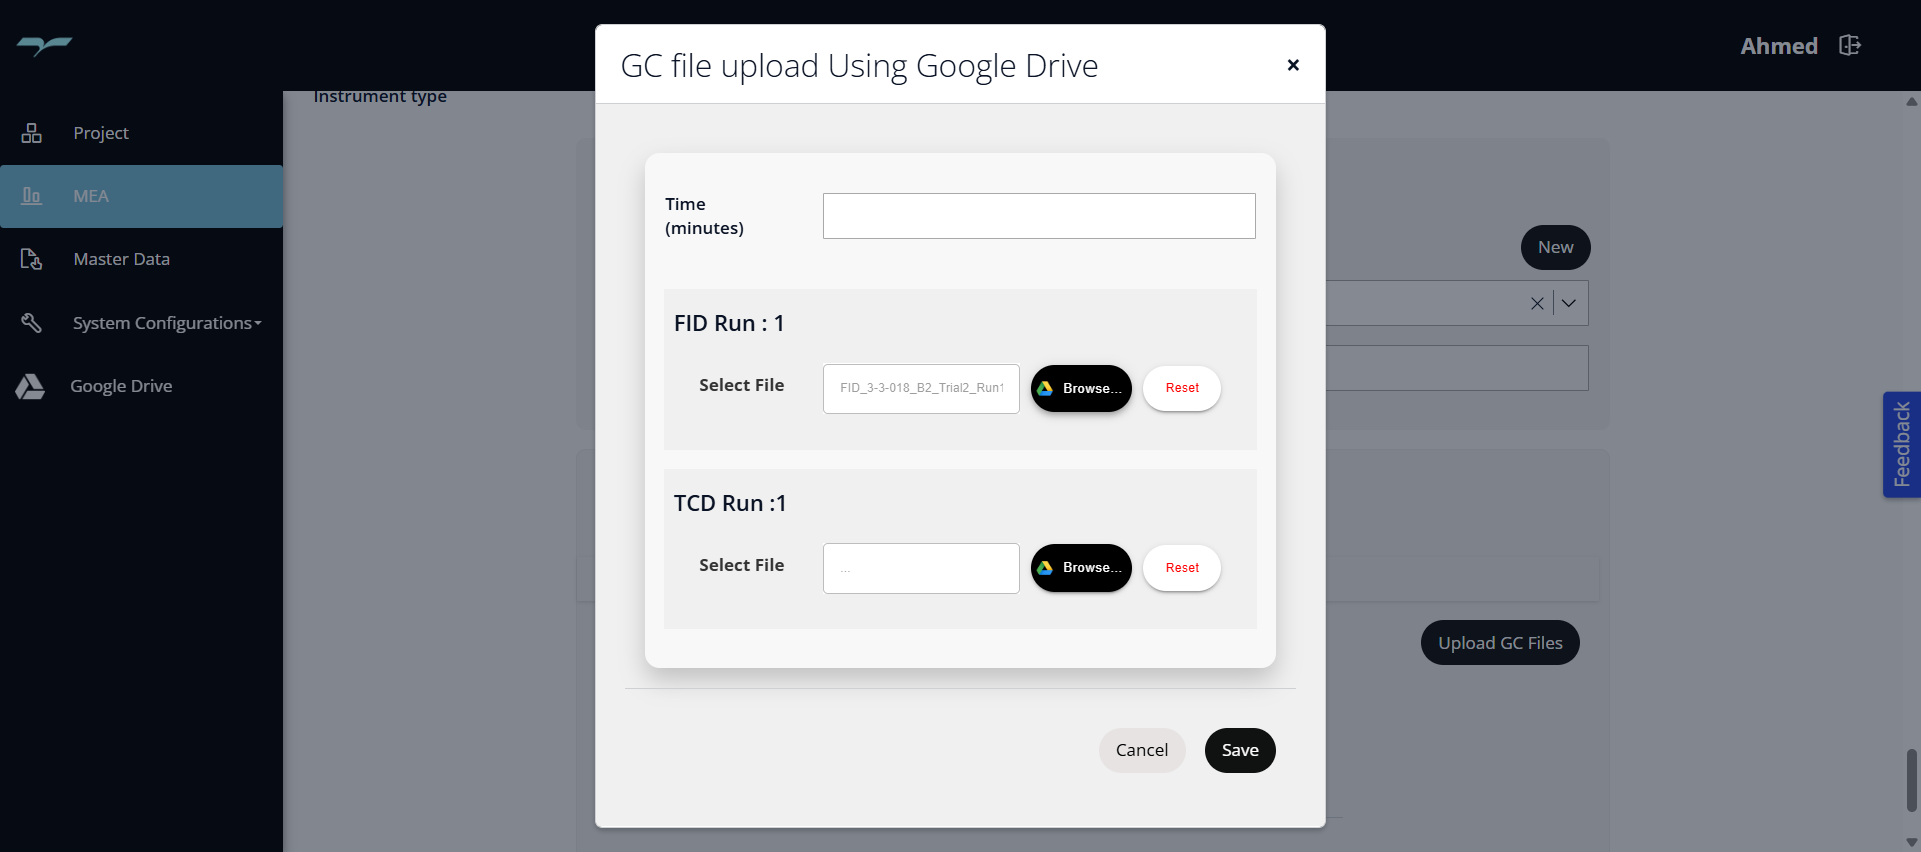 GC file upload Using Google Drive
×
Ahmed
Instrument type
Project
MEA
Master Data
System Configurations
Google Drive
Time
(minutes)
New
FID Run : 1
Select File
FID_3-3-018_B2_Trial2_Run1
Browse...
Reset
Feedback
TCD Run :1
Select File
...
Browse...
Reset
Upload GC Files
Cancel
Save